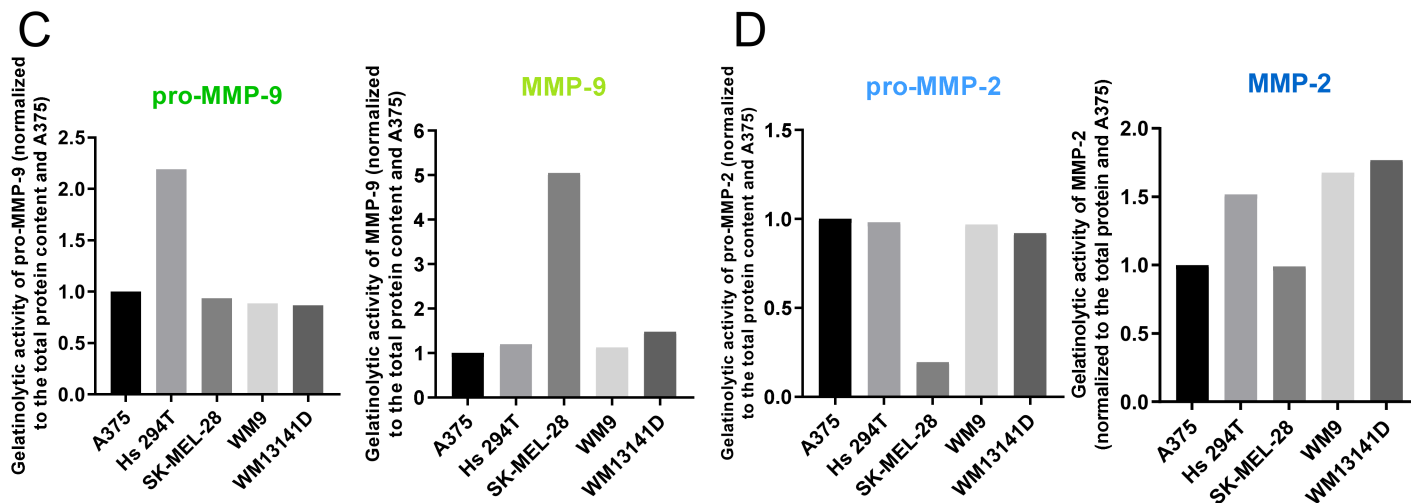 C
pro-MMP-9
Gelatinolytic activity of pro-MMP-9 (normalized
to the total protein content and A375)
2.5
2.0
1.5
1.0
0.5
0.0
A375
Hs 294T
SK-MEL-28
WM9
WM13141D
MMP-9
Gelatinolytic activity of MMP-9 (normalized
to the total protein content and A375)
6
5
4
3
2
1
0
A375
Hs 294T
SK-MEL-28
WM9
WM13141D
D
pro-MMP-2
Gelatinolytic activity of pro-MMP-2 (normalized
to the total protein content and A375)
1.5
1.0
0.5
0.0
A375
Hs 294T
SK-MEL-28
WM9
WM13141D
MMP-2
Gelatinolytic activity of MMP-2
(normalized to the total protein and A375)
2.0
1.5
1.0
0.5
0.0
A375
Hs 294T
SK-MEL-28
WM9
WM13141D